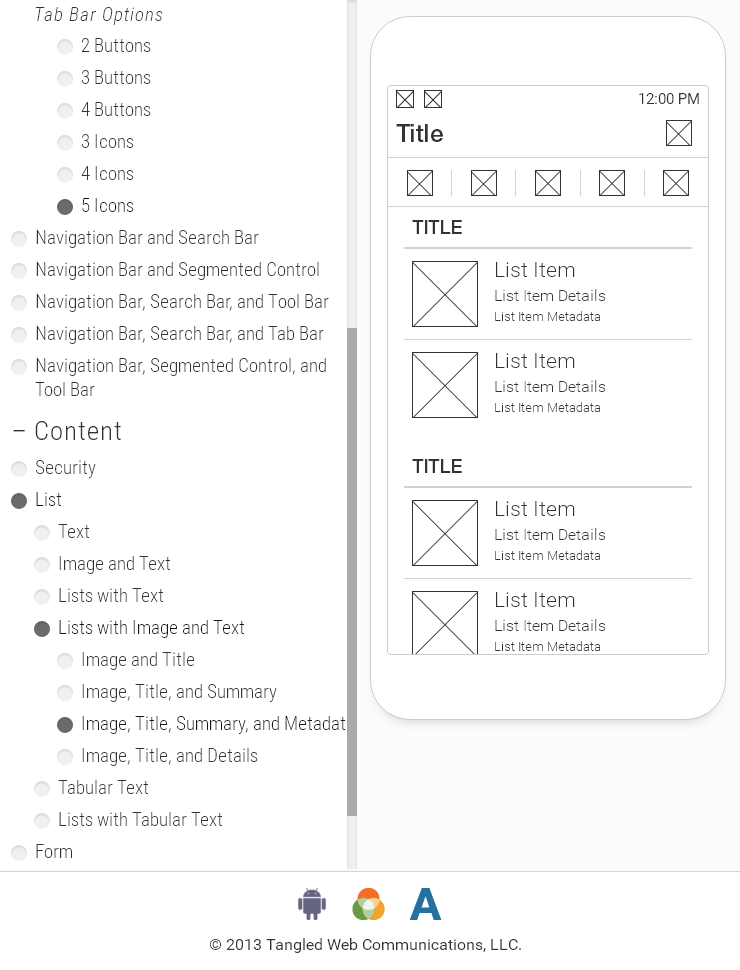 Tab Bar Options
2 Buttons
3 Buttons
4 Buttons
3 Icons
4 Icons
5 Icons
Navigation Bar and Search Bar
Navigation Bar and Segmented Control
Navigation Bar, Search Bar, and Tool Bar
Navigation Bar, Search Bar, and Tab Bar
Navigation Bar, Segmented Control, and
Tool Bar
– Content
Security
List
Text
Image and Text
Lists with Text
Lists with Image and Text
Image and Title
Image, Title, and Summary
Image, Title, Summary, and Metadat
Image, Title, and Details
Tabular Text
Lists with Tabular Text
Form
12:00 PM
Title
TITLE
List Item
List Item Details
List Item Metadata
List Item
List Item Details
List Item Metadata
TITLE
List Item
List Item Details
List Item Metadata
List Item
List Item Details
List Item Metadata
A
© 2013 Tangled Web Communications, LLC.